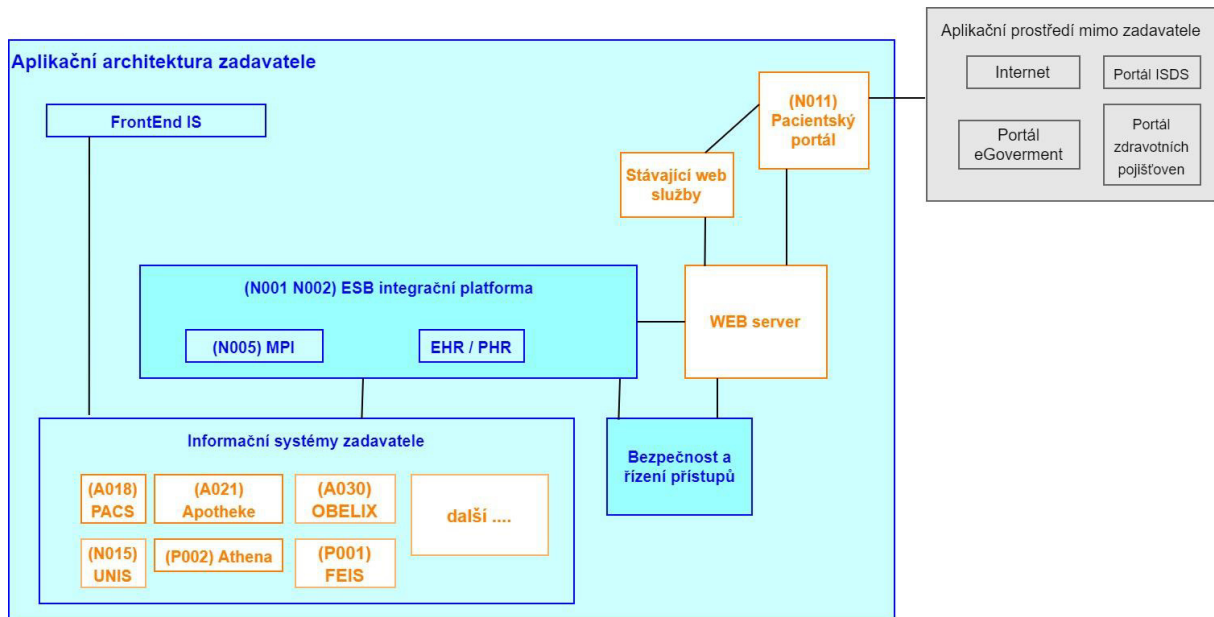 Aplikační prostředí mimo zadavatele
Internet
Portál ISDS
Portál
eGoverment
Portál
zdravotních
pojišťoven
Aplikační architektura zadavatele
FrontEnd IS
(N011)
Pacientský
portál
Stávající web
služby
(N001 N002) ESB integrační platforma
(N005) MPI
EHR / PHR
WEB server
Informační systémy zadavatele
(A018)
PACS
(A021)
Apotheke
(A030)
OBELIX
další ....
(N015)
UNIS
(P002) Athena
(P001)
FEIS
Bezpečnost a
řízení přístupů